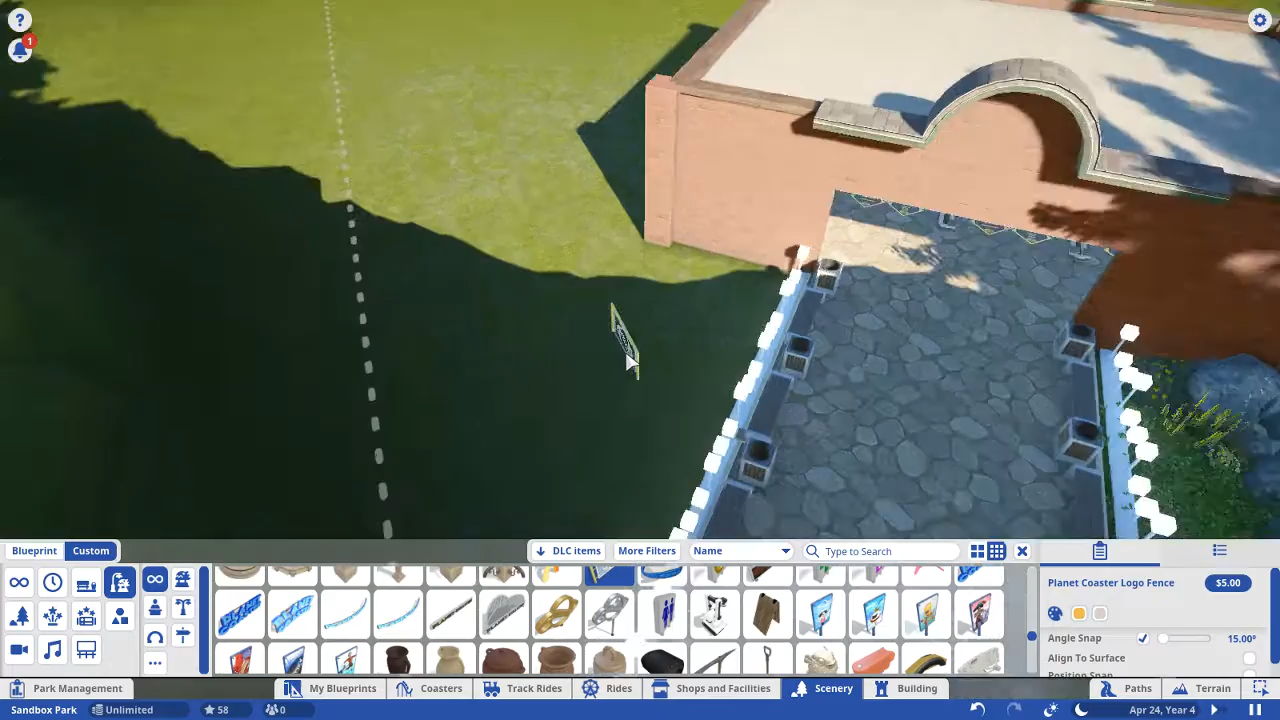 ?
1
Blueprint
Custom
DLC items
More Filters
Name
Type to Search
Planet Coaster Logo Fence
$5.00
Angle Snap
15.00°
Align To Surface
Park Management
My Blueprints
Coasters
Track Rides
Rides
Shops and Facilities
Scenery
Building
Paths
Terrain
Sandbox Park
Unlimited
58
0
Apr 24, Year 4